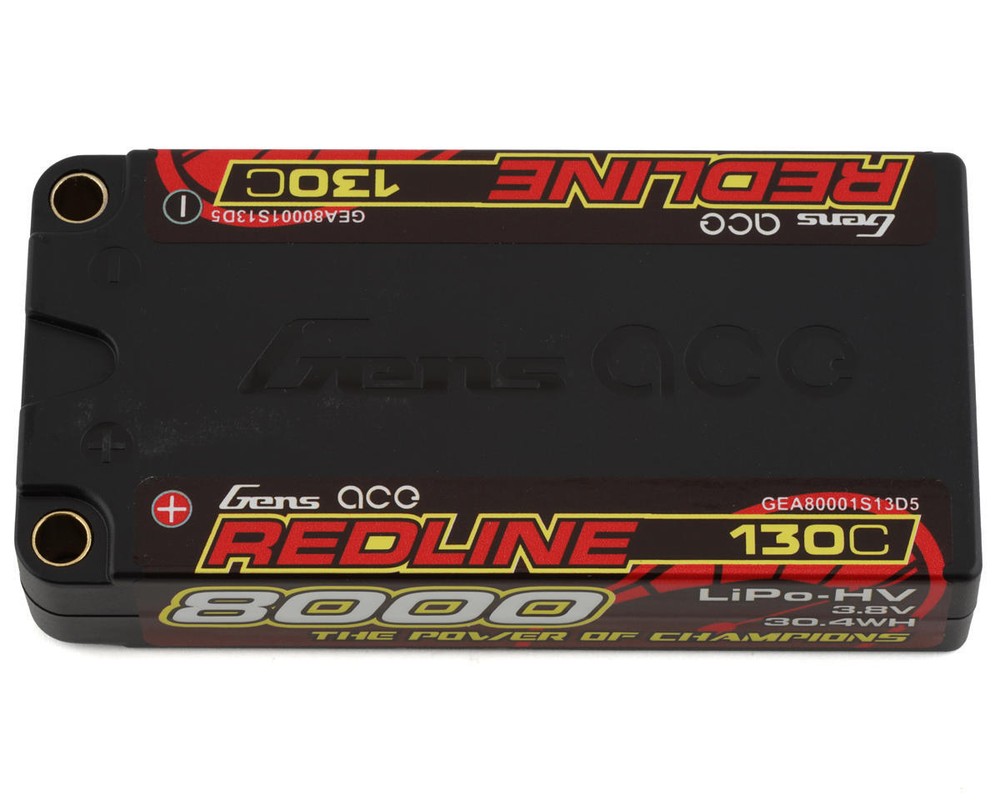 REDLINE 130C
Gens ace GEA80001S13D5
Gens ace
Gens ace GEA80001S13D5
REDLINE 130C
8000 LiPo-HV
3.8V
30.4WH
THE POWER OF CHAMPIONS